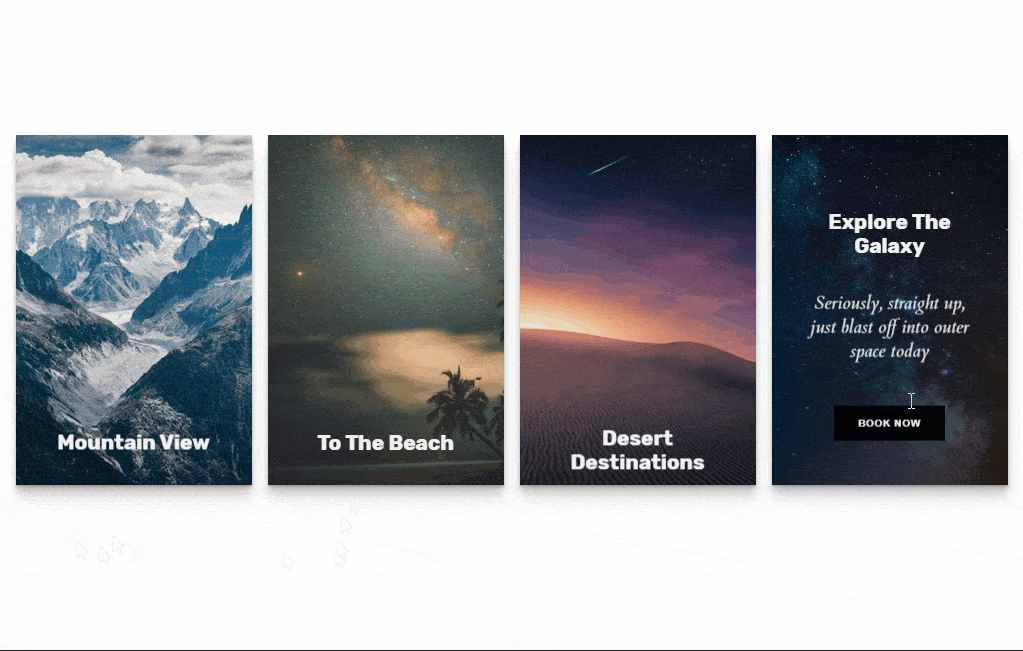 Mountain View
To The Beach
Desert
Destinations
Explore The
Galaxy
Seriously, straight up,
just blast off into outer
space today
BOOK NOW